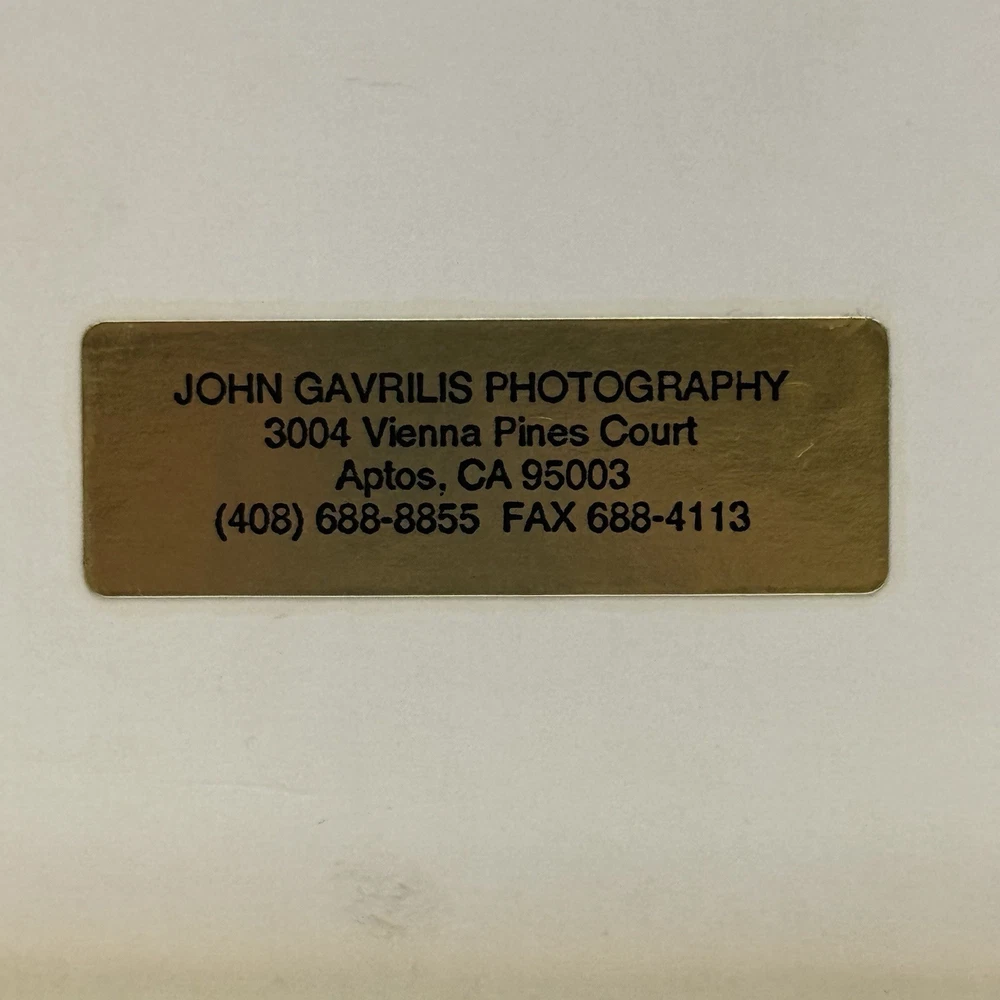 JOHN GAVRILIS PHOTOGRAPHY
3004 Vienna Pines Court
Aptos, CA 95003
(408) 688-8855  FAX 688-4113